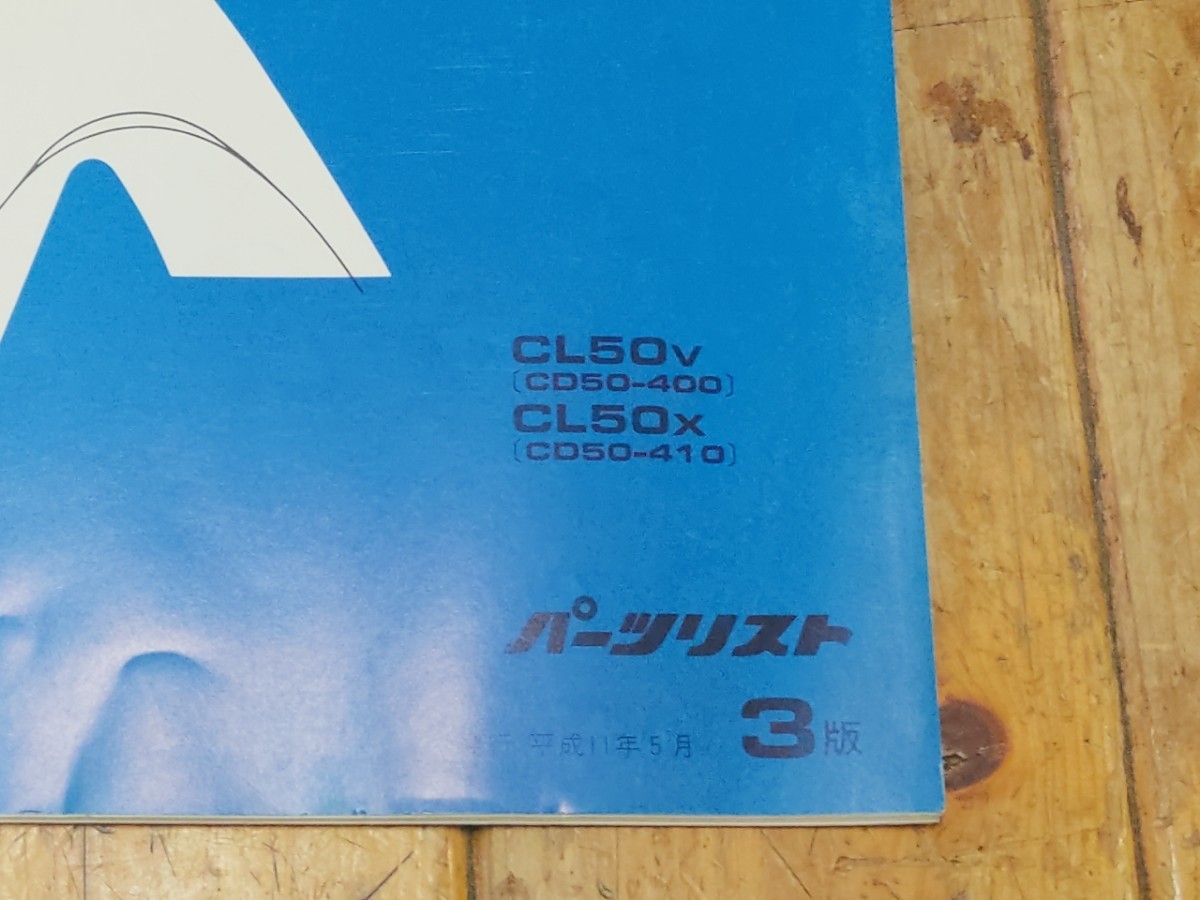 CL50V
〔CD50-400〕
CL50X
〔CD50-410〕
パーツリスト
平成11年5月 3版